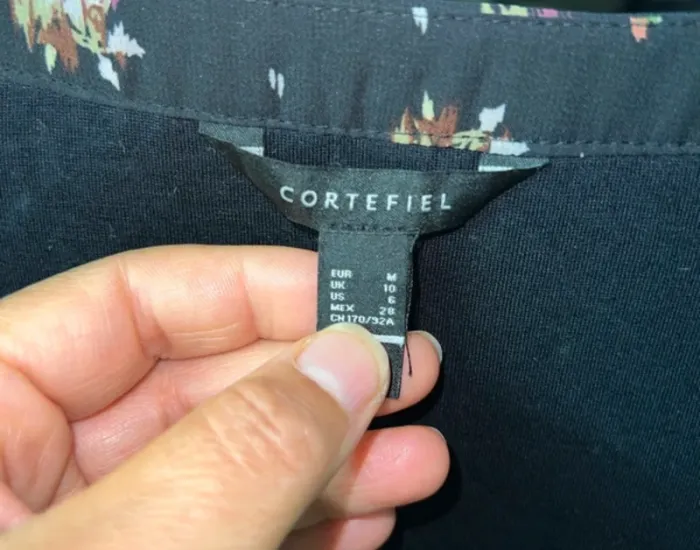 CORTEFIEL
EUR M
UK 10
US 6
MEX 28
CH 170/92A